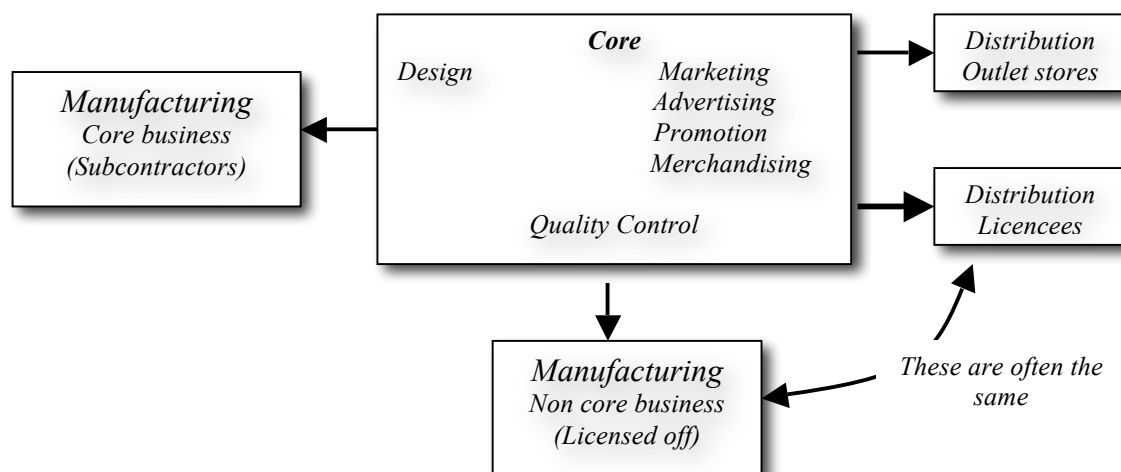 Core
Design
Marketing
Advertising
Promotion
Merchandising
Quality Control
Manufacturing
Core business
(Subcontractors)
Distribution
Outlet stores
Distribution
Licencees
Manufacturing
Non core business
(Licensed off)
These are often the
same